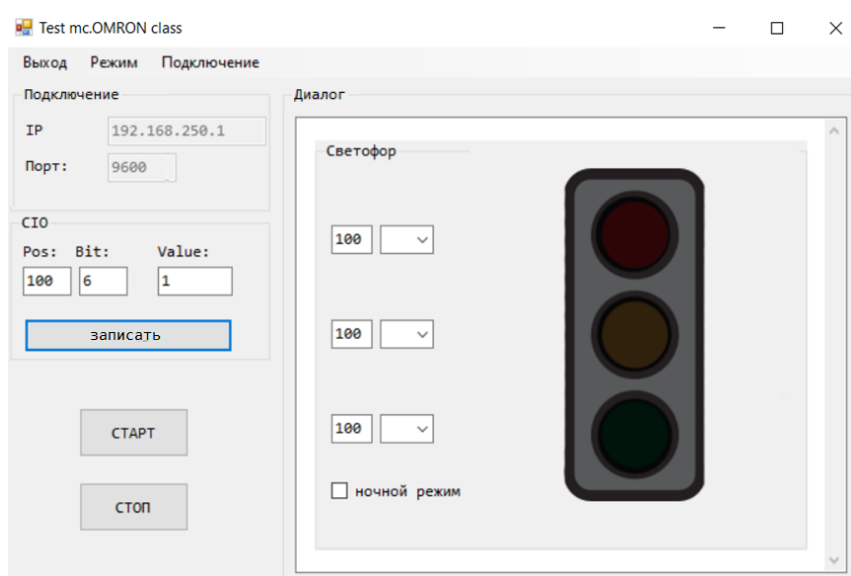 Test mc.OMRON class
Выход Режим Подключение
Подключение
IP 192.168.250.1
Порт: 9600
CIO
Pos: Bit: Value:
100 6 1
записать
СТАРТ
СТОП
Диалог
Светофор
100
100
100
ночной режим